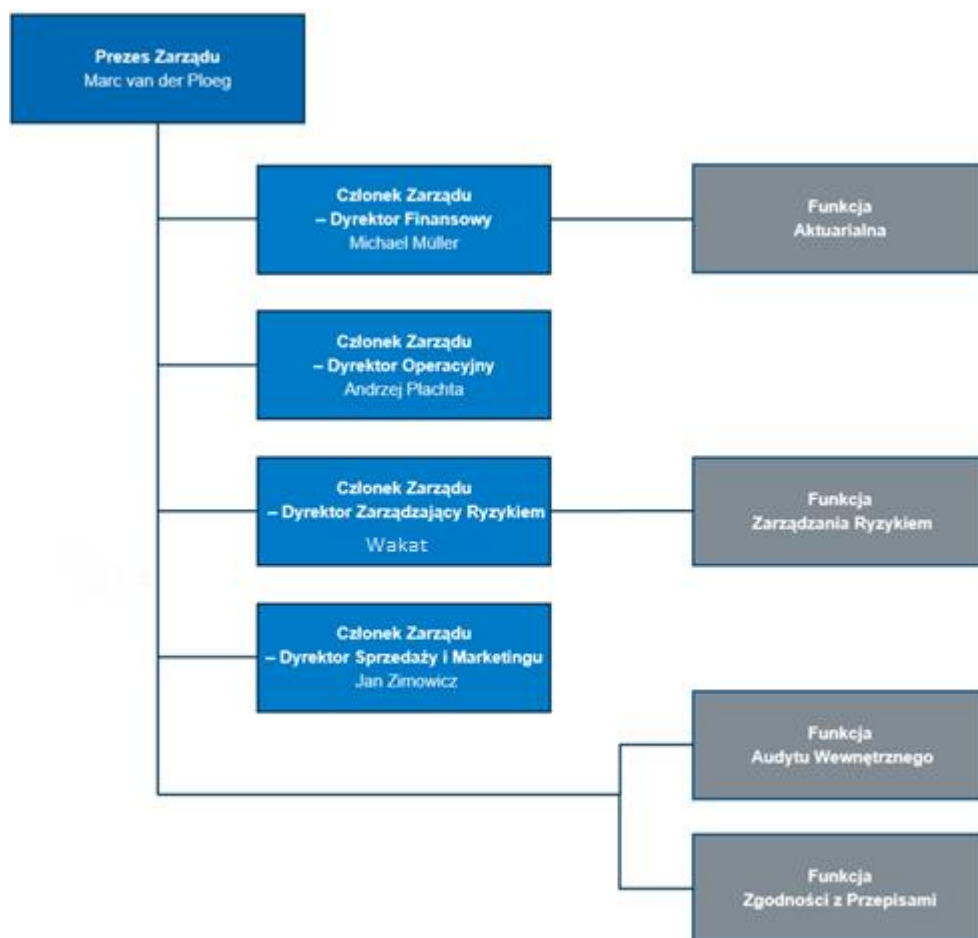 Prezes Zarządu
Marc van der Ploeg
Członek Zarządu
– Dyrektor Finansowy
Michael Müller
Funkcja
Aktuarialna
Członek Zarządu
– Dyrektor Operacyjny
Andrzej Płachta
Członek Zarządu
– Dyrektor Zarządzający Ryzykiem
Wakat
Funkcja
Zarządzania Ryzykiem
Członek Zarządu
– Dyrektor Sprzedaży i Marketingu
Jan Zimowicz
Funkcja
Audytu Wewnętrznego
Funkcja
Zgodności z Przepisami